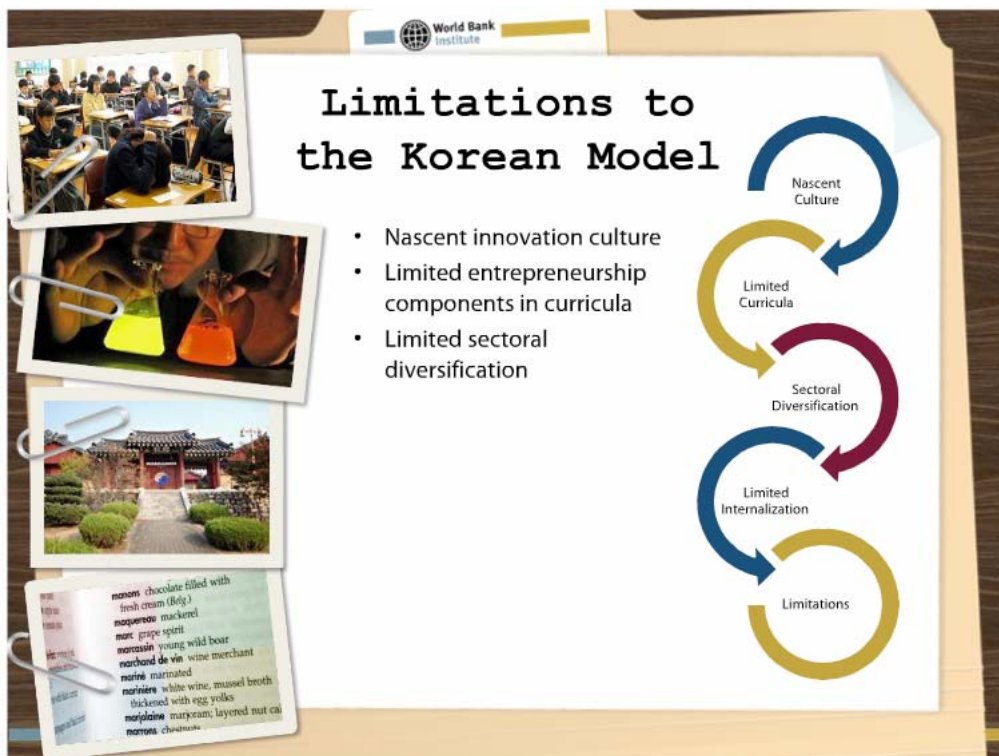 World Bank
Institute
Limitations to
the Korean Model
• Nascent innovation culture
• Limited entrepreneurship
components in curricula
• Limited sectoral
diversification
Nascent
Culture
Limited
Curricula
Sectoral
Diversification
Limited
Internalization
Limitations
manons chocolate filled with
fresh cream (Belg.)
maquereau mackerel
marc grape spirit
marcassin young wild boar
marchand de vin wine merchant
mariné marinated
marinière white wine, mussel broth
thickened with egg yolks
marjolaine marjoram; layered nut
marrons chestnuts